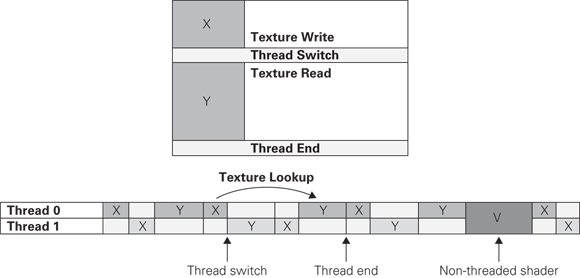 X
Texture Write
Thread Switch
Texture Read
Y
Thread End
Texture Lookup
Thread 0 X Y X Y X Y V X
Thread 1 X Y X Y X
Thread switch Thread end Non-threaded shader